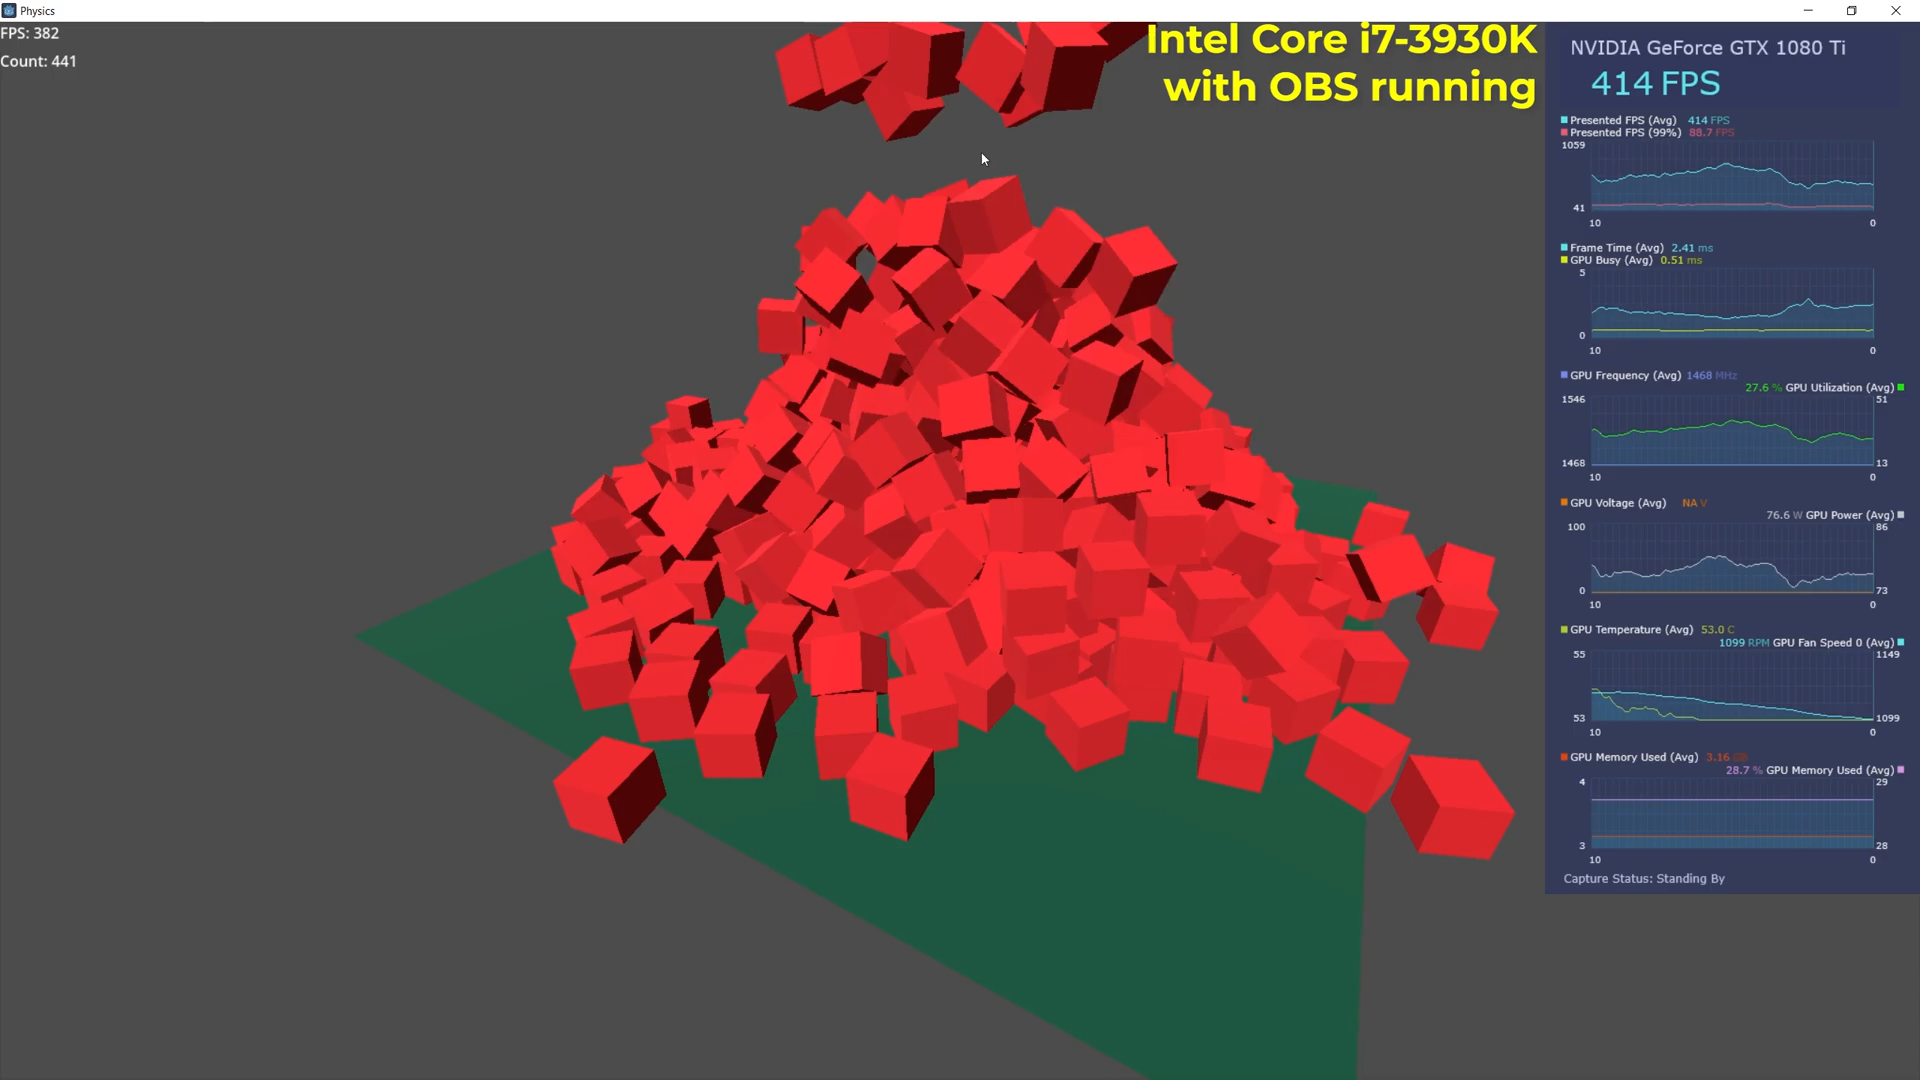 Physics
FPS: 382
Count: 441
Intel Core i7-3930K
with OBS running
NVIDIA GeForce GTX 1080 Ti
414 FPS
Presented FPS (Avg) 414 FPS
Presented FPS (99%) 88.7 FPS
1059
41
10 0
Frame Time (Avg) 2.41 ms
GPU Busy (Avg) 0.51 ms
5
0
10 0
GPU Frequency (Avg) 1468 MHz
27.6 % GPU Utilization (Avg)
1546 51
1468 13
10 0
GPU Voltage (Avg) NA V
76.6 W GPU Power (Avg)
100 86
0 73
10 0
GPU Temperature (Avg) 53.0 C
1099 RPM GPU Fan Speed 0 (Avg)
55 1149
53 1099
10 0
GPU Memory Used (Avg) 3.16 GB
28.7 % GPU Memory Used (Avg)
4 29
3 28
10 0
Capture Status: Standing By